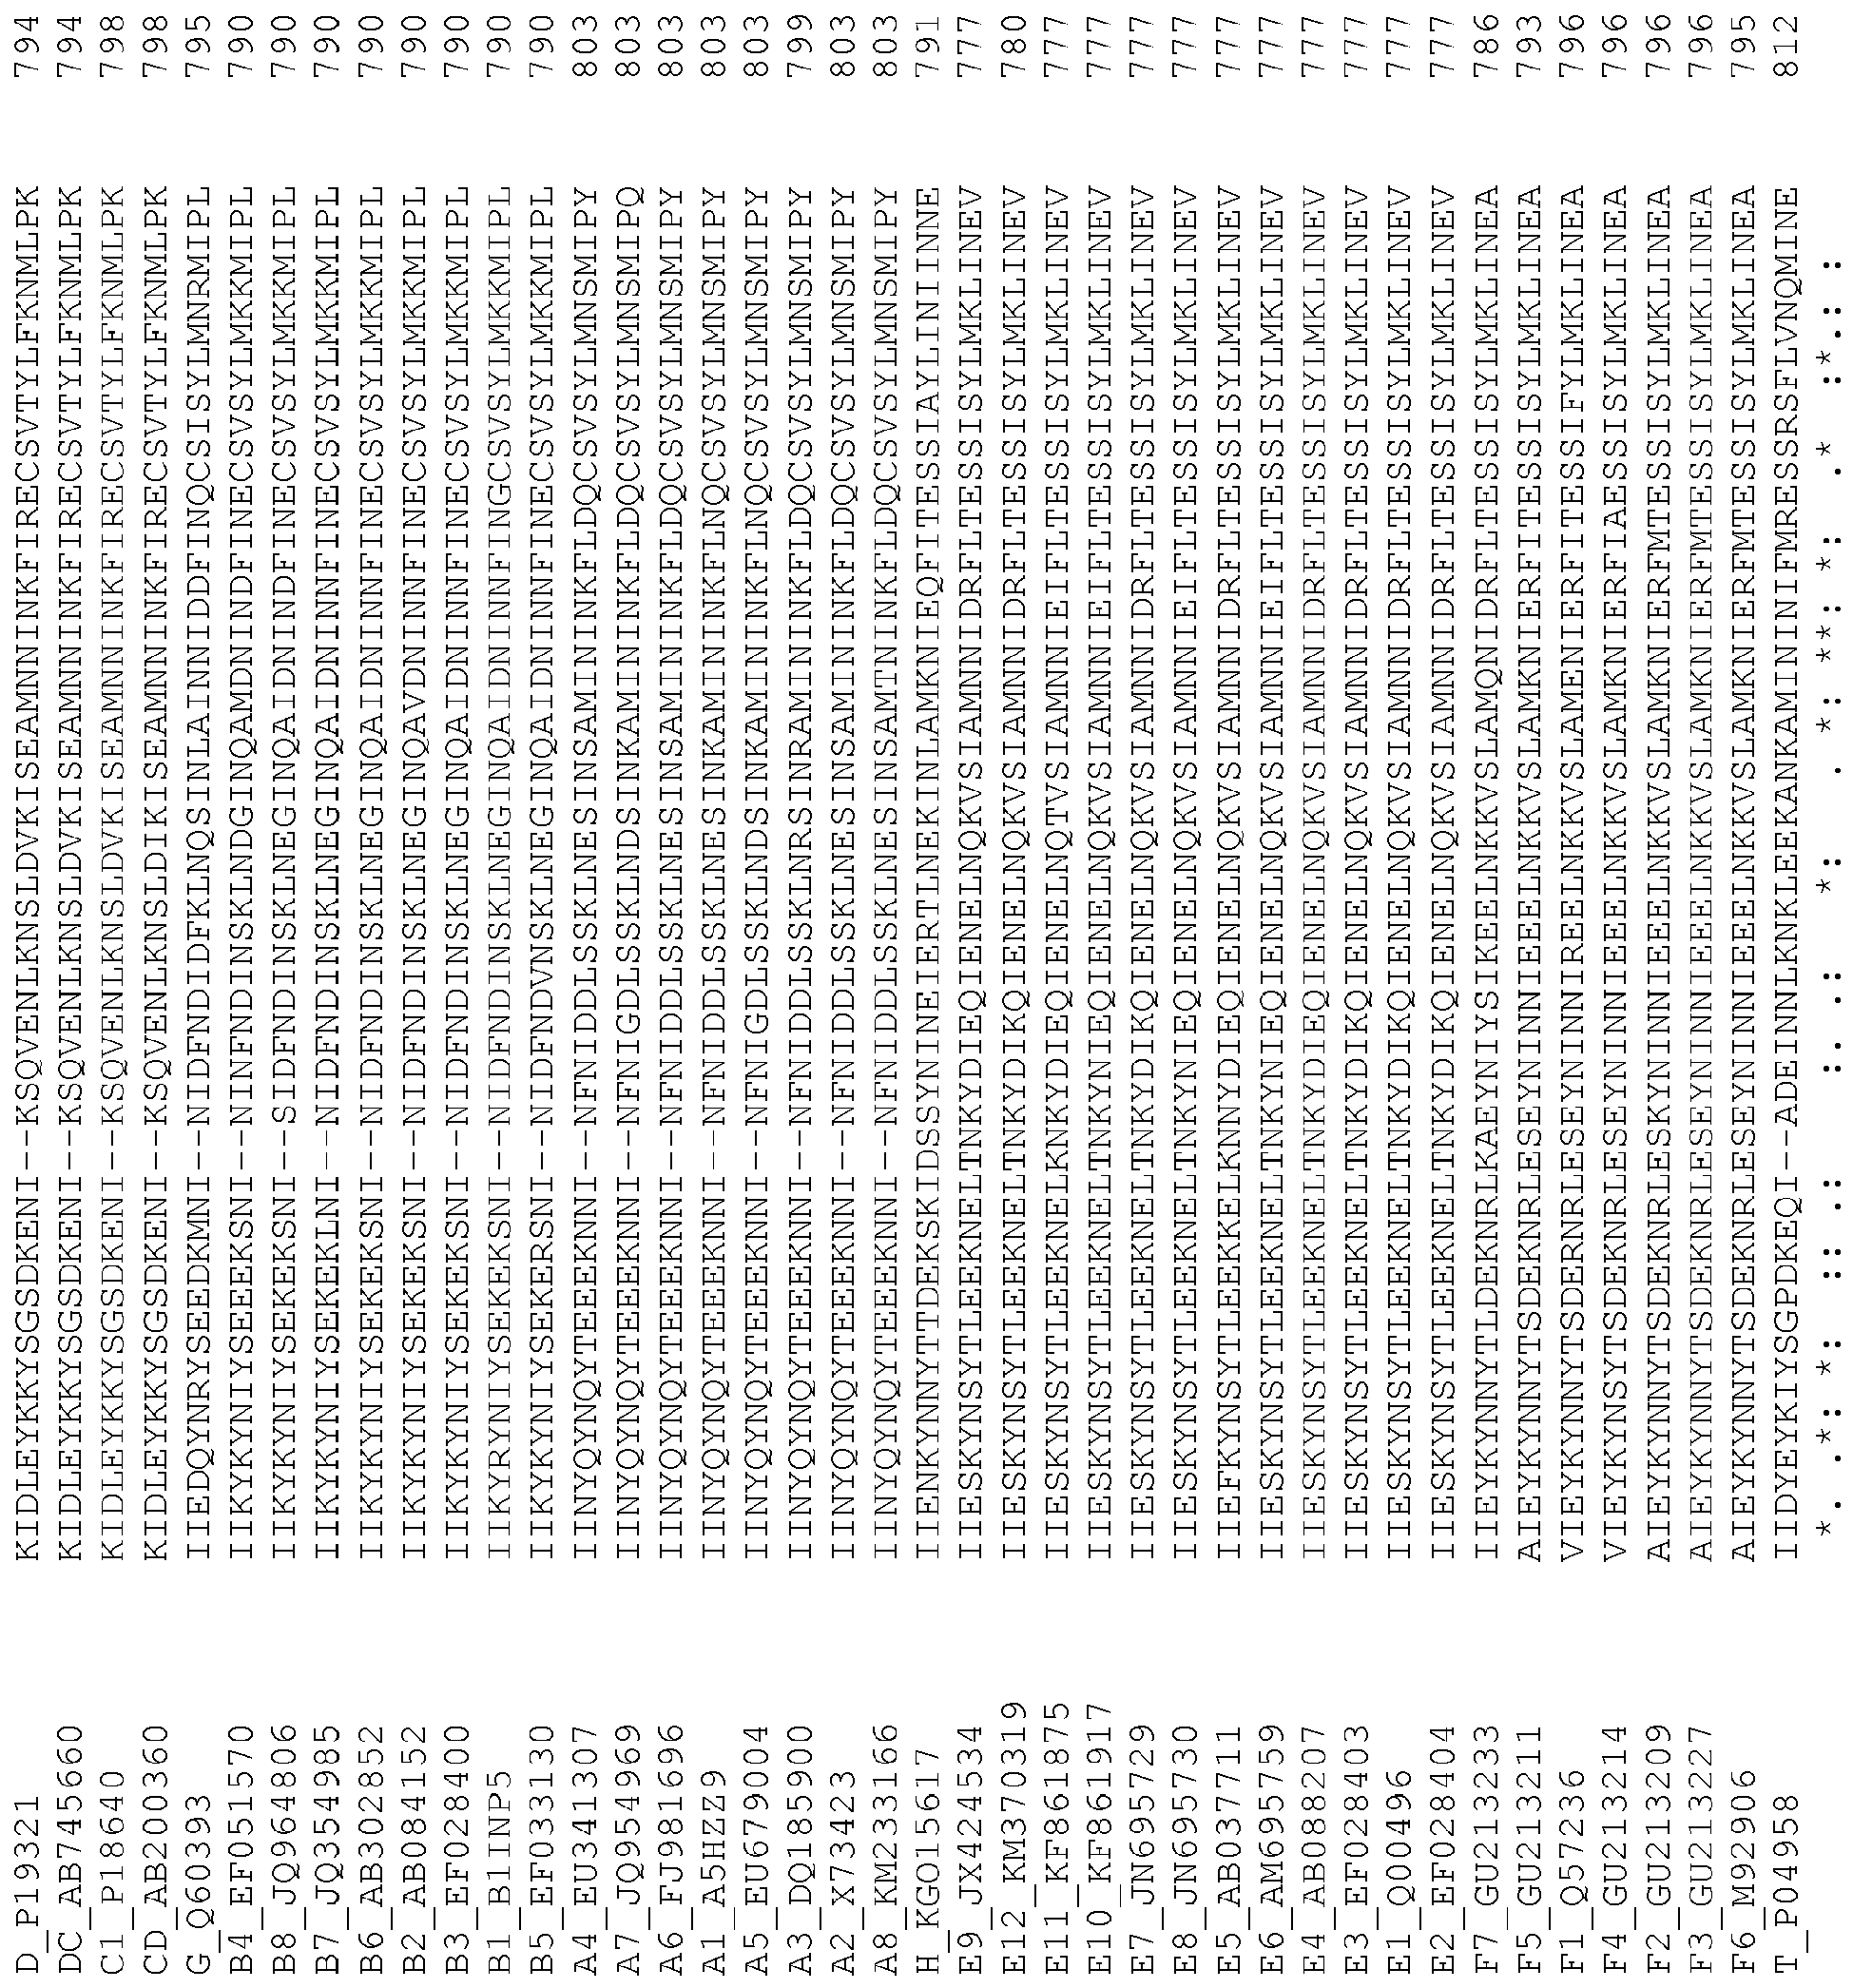 D_P19321 KIDLEYKKYSGSDKENI--KSQVENLKNSLDVKISEAMNNINKFIRECSVTYLFKNMLPK 794
DC_AB745660 KIDLEYKKYSGSDKENI--KSQVENLKNSLDVKISEAMNNINKFIRECSVTYLFKNMLPK 794
C1_P18640 KIDLEYKKYSGSDKENI--KSQVENLKNSLDVKISEAMNNINKFIRECSVTYLFKNMLPK 798
CD_AB200360 KIDLEYKKYSGSDKENI--KSQVENLKNSLDIKISEAMNNINKFIRECSVTYLFKNMLPK 798
G_Q60393 IIEDQYNRYSEEDKMNI--NIDFNDIDFKLNQSINLAINNIDDFINQCSISYLMNRMIPL 795
B4_EF051570 IIKYKYNIYSEEEKSNI--NINFNDINSKLNDGINQAMDNINDFINECSVSYLMKKMIPL 790
B8_JQ964806 IIKYKYNIYSEKEKSNI--SIDFNDINSKLNEGINQAIDNINDFINECSVSYLMKKMIPL 790
B7_JQ354985 IIKYKYNIYSEKEKLNI--NIDFNDINSKLNEGINQAIDNINNFINECSVSYLMKKMIPL 790
B6_AB302852 IIKYKYNIYSEKEKSNI--NIDFNDINSKLNEGINQAIDNINNFINECSVSYLMKKMIPL 790
B2_AB084152 IIKYKYNIYSEKEKSNI--NIDFNDINSKLNEGINQAVDNINNFINECSVSYLMKKMIPL 790
B3_EF028400 IIKYKYNIYSEKEKSNI--NIDFNDINSKLNEGINQAIDNINNFINECSVSYLMKKMIPL 790
B1_B1INP5 IIKYRYNIYSEKEKSNI--NIDFNDINSKLNEGINQAIDNINNFINGCSVSYLMKKMIPL 790
B5_EF033130 IIKYKYNIYSEKERSNI--NIDFNDVNSKLNEGINQAIDNINNFINECSVSYLMKKMIPL 790
A4_EU341307 IINYQYNQYTEEEKNNI--NFNIDDLSSKLNESINSAMININKFLDQCSVSYLMNSMIPY 803
A7_JQ954969 IINYQYNQYTEEEKNNI--NFNIGDLSSKLNDSINKAMININKFLDQCSVSYLMNSMIPQ 803
A6_FJ981696 IINYQYNQYTEEEKNNI--NFNIDDLSSKLNESINSAMININKFLDQCSVSYLMNSMIPY 803
A1_A5HZZ9 IINYQYNQYTEEEKNNI--NFNIDDLSSKLNESINKAMININKFLNQCSVSYLMNSMIPY 803
A5_EU679004 IINYQYNQYTEEEKNNI--NFNIGDLSSKLNDSINKAMININKFLNQCSVSYLMNSMIPY 803
A3_DQ185900 IINYQYNQYTEEEKNNI--NFNIDDLSSKLNRSINRAMININKFLDQCSVSYLMNSMIPY 799
A2_X73423 IINYQYNQYTEEEKNNI--NFNIDDLSSKLNESINSAMININKFLDQCSVSYLMNSMIPY 803
A8_KM233166 IINYQYNQYTEEEKNNI--NFNIDDLSSKLNESINSAMTNINKFLDQCSVSYLMNSMIPY 803
H_KGO15617 IIENKYNNYTTDEKSKIDSSYNINEIERTLNEKINLAMKNIEQFITESSIAYLINIINNE 791
E9_JX424534 IIESKYNSYTLEEKNELTNKYDIEQIENELNQKVSIAMNNIDRFLTESSISYLMKLINEV 777
E12_KM370319 IIESKYNSYTLEEKNELTNKYDIKQIENELNQKVSIAMNNIDRFLTESSISYLMKLINEV 780
E11_KF861875 IIESKYNSYTLEEKNELKNKYDIEQIENELNQTVSIAMNNIEIFLTESSISYLMKLINEV 777
E10_KF861917 IIESKYNSYTLEEKNELTNKYNIEQIENELNQKVSIAMNNIEIFLTESSISYLMKLINEV 777
E7_JN695729 IIESKYNSYTLEEKNELTNKYDIKQIENELNQKVSIAMNNIDRFLTESSISYLMKLINEV 777
E8_JN695730 IIESKYNSYTLEEKNELTNKYNIEQIENELNQKVSIAMNNIEIFLTESSISYLMKLINEV 777
E5_AB037711 IIEFKYNSYTLEEKKELKNNYDIEQIENELNQKVSIAMNNIDRFLTESSISYLMKLINEV 777
E6_AM695759 IIESKYNSYTLEEKNELTNKYNIEQIENELNQKVSIAMNNIEIFLTESSISYLMKLINEV 777
E4_AB088207 IIESKYNSYTLEEKNELTNKYDIEQIENELNQKVSIAMNNIDRFLTESSISYLMKLINEV 777
E3_EF028403 IIESKYNSYTLEEKNELTNKYDIKQIENELNQKVSIAMNNIDRFLTESSISYLMKLINEV 777
E1_Q00496 IIESKYNSYTLEEKNELTNKYDIKQIENELNQKVSIAMNNIDRFLTESSISYLMKLINEV 777
E2_EF028404 IIESKYNSYTLEEKNELTNKYDIKQIENELNQKVSIAMNNIDRFLTESSISYLMKLINEV 777
F7_GU213233 IIEYKYNNYTLDEKNRLKAEYNIYSIKEELNKKVSLAMQNIDRFLTESSISYLMKLINEA 786
F5_GU213211 AIEYKYNNYTSDEKNRLESEYNINNIEEELNKKVSLAMKNIERFITESSISYLMKLINEA 793
F1_Q57236 VIEYKYNNYTSDERNRLESEYNINNIREELNKKVSLAMENIERFITESSIFYLMKLINEA 796
F4_GU213214 VIEYKYNSYTSDEKNRLESEYNINNIEEELNKKVSLAMKNIERFIAESSISYLMKLINEA 796
F2_GU213209 AIEYKYNNYTSDEKNRLESKYNINNIEEELNKKVSLAMKNIERFMTESSISYLMKLINEA 796
F3_GU213227 AIEYKYNNYTSDEKNRLESEYNINNIEEELNKKVSLAMKNIERFMTESSISYLMKLINEA 796
F6_M92906 AIEYKYNNYTSDEKNRLESEYNINNIEEELNKKVSLAMKNIERFMTESSISYLMKLINEA 795
T_P04958 IIDYEYKIYSGPDKEQI--ADEINNLKNKLEEKANKAMININIFMRESSRSFLVNQMINE 812
 *. . *: *:  :: .:    :. .:   *:   .  *: **: *:  . *  :*.: :